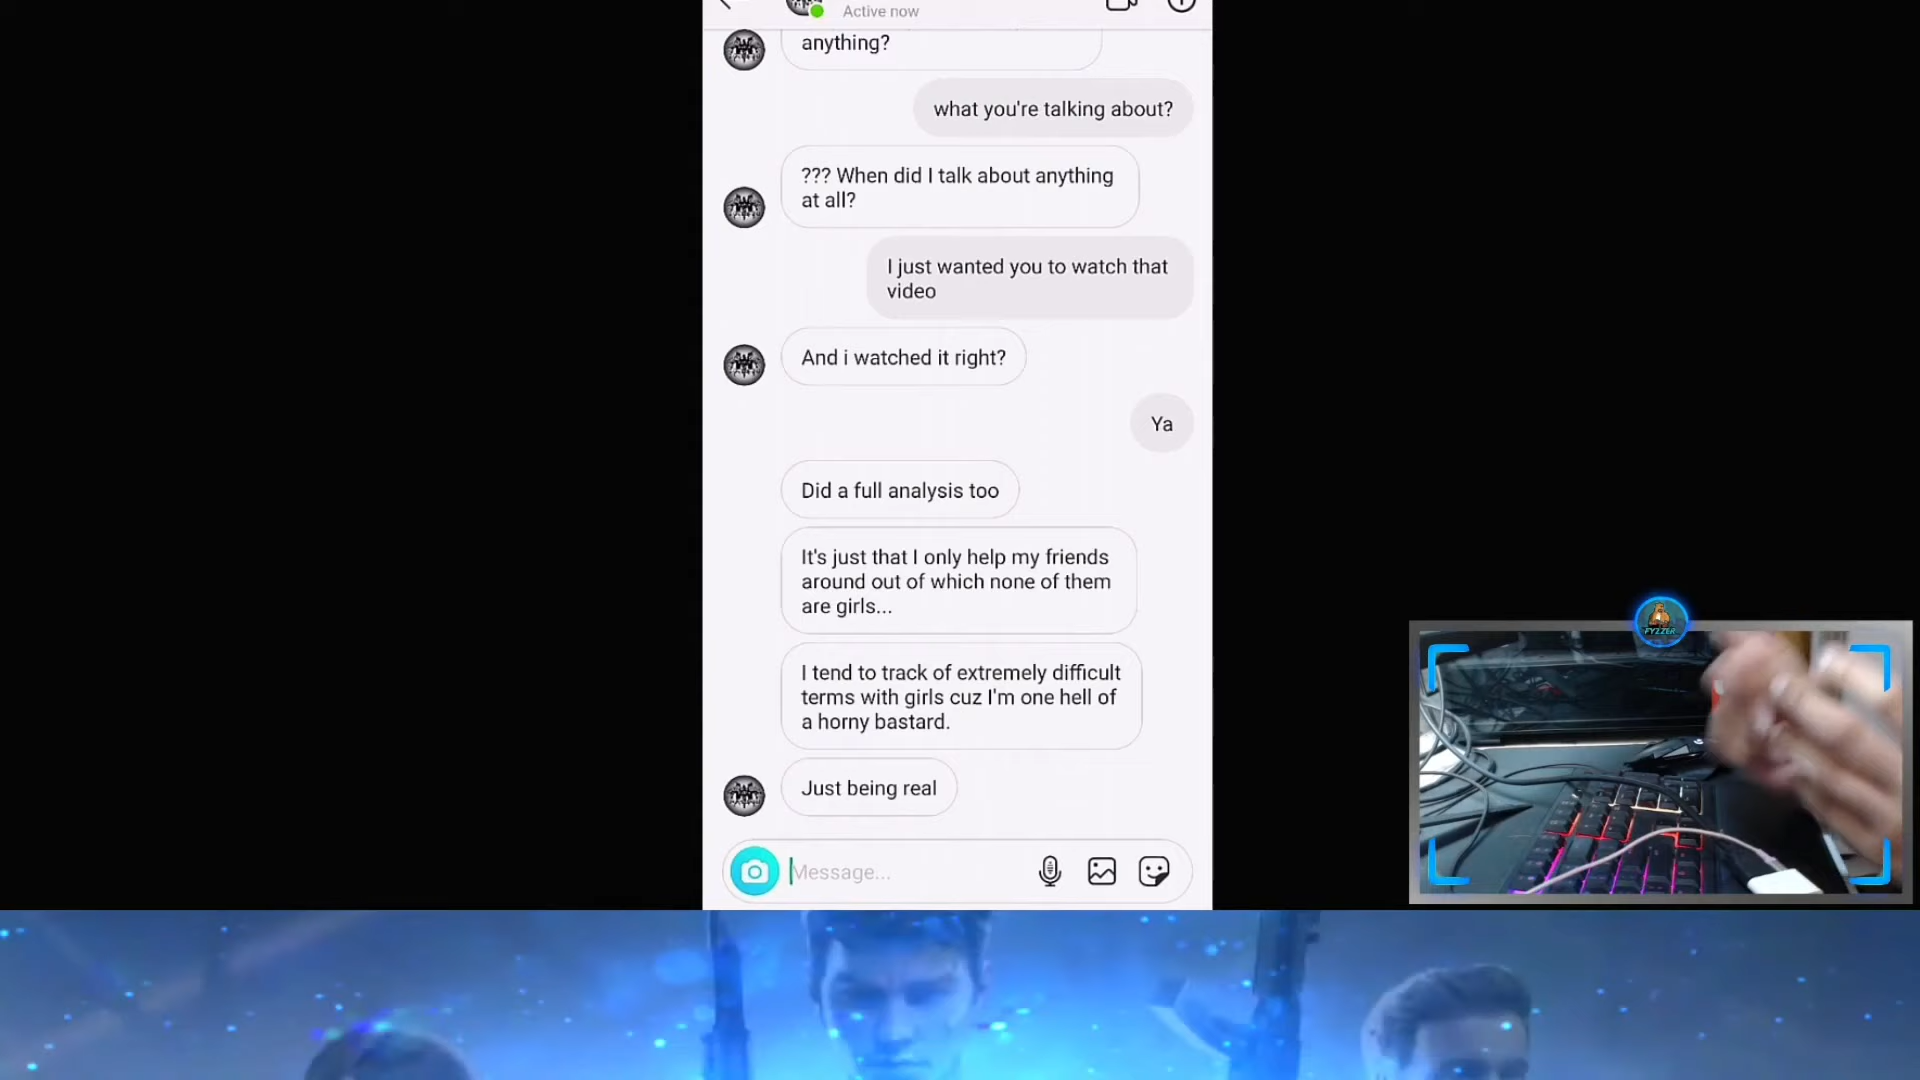 Active now
anything?
what you're talking about?
??? When did I talk about anything
at all?
I just wanted you to watch that
video
And i watched it right?
Ya
Did a full analysis too
It's just that I only help my friends
around out of which none of them
are girls...
I tend to track of extremely difficult
terms with girls cuz I'm one hell of
a horny bastard.
Just being real
Message...
FYZZER